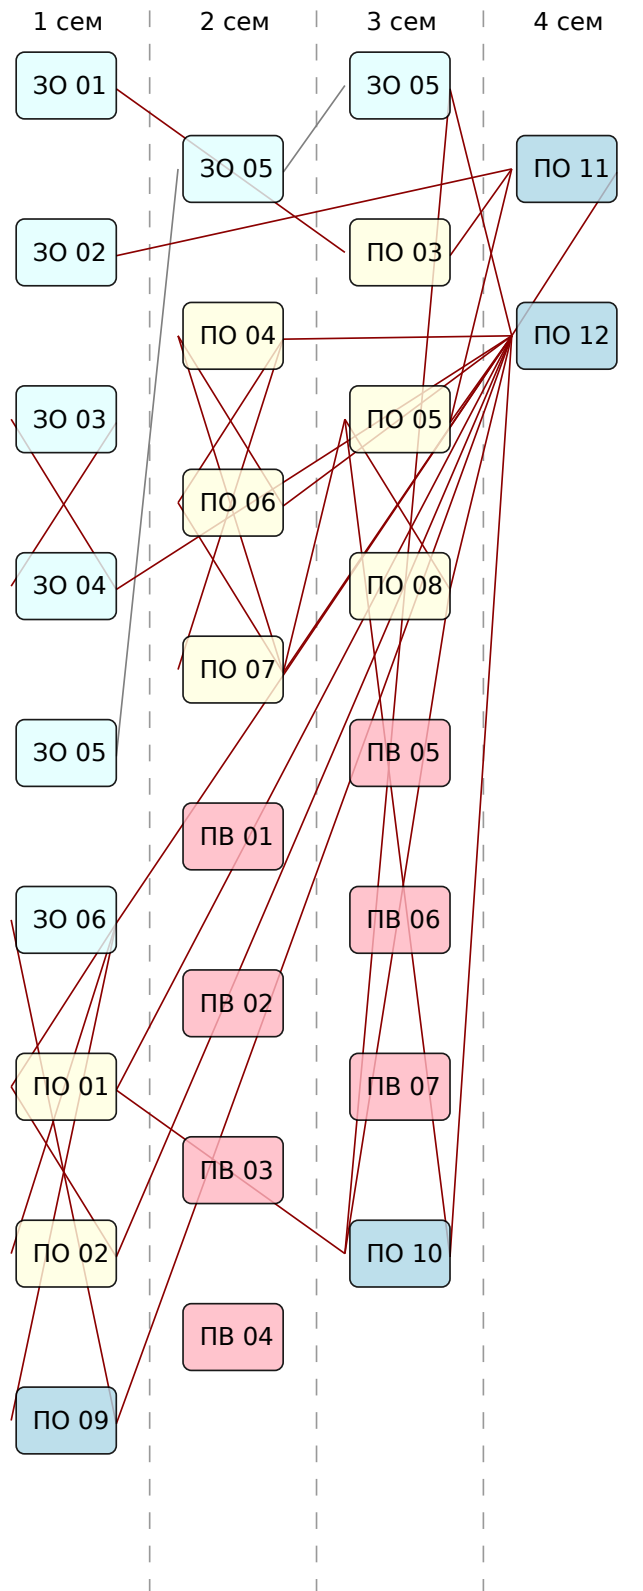 1 сем 2 сем 3 сем 4 сем
ЗО 01 ЗО 05
ЗО 05 ПО 11
ЗО 02 ПО 03
ПО 04 ПО 12
ЗО 03 ПО 05
ПО 06
ЗО 04 ПО 08
ПО 07
ЗО 05 ПВ 05
ПВ 01
ЗО 06 ПВ 06
ПВ 02
ПО 01 ПВ 07
ПВ 03
ПО 02 ПО 10
ПВ 04
ПО 09